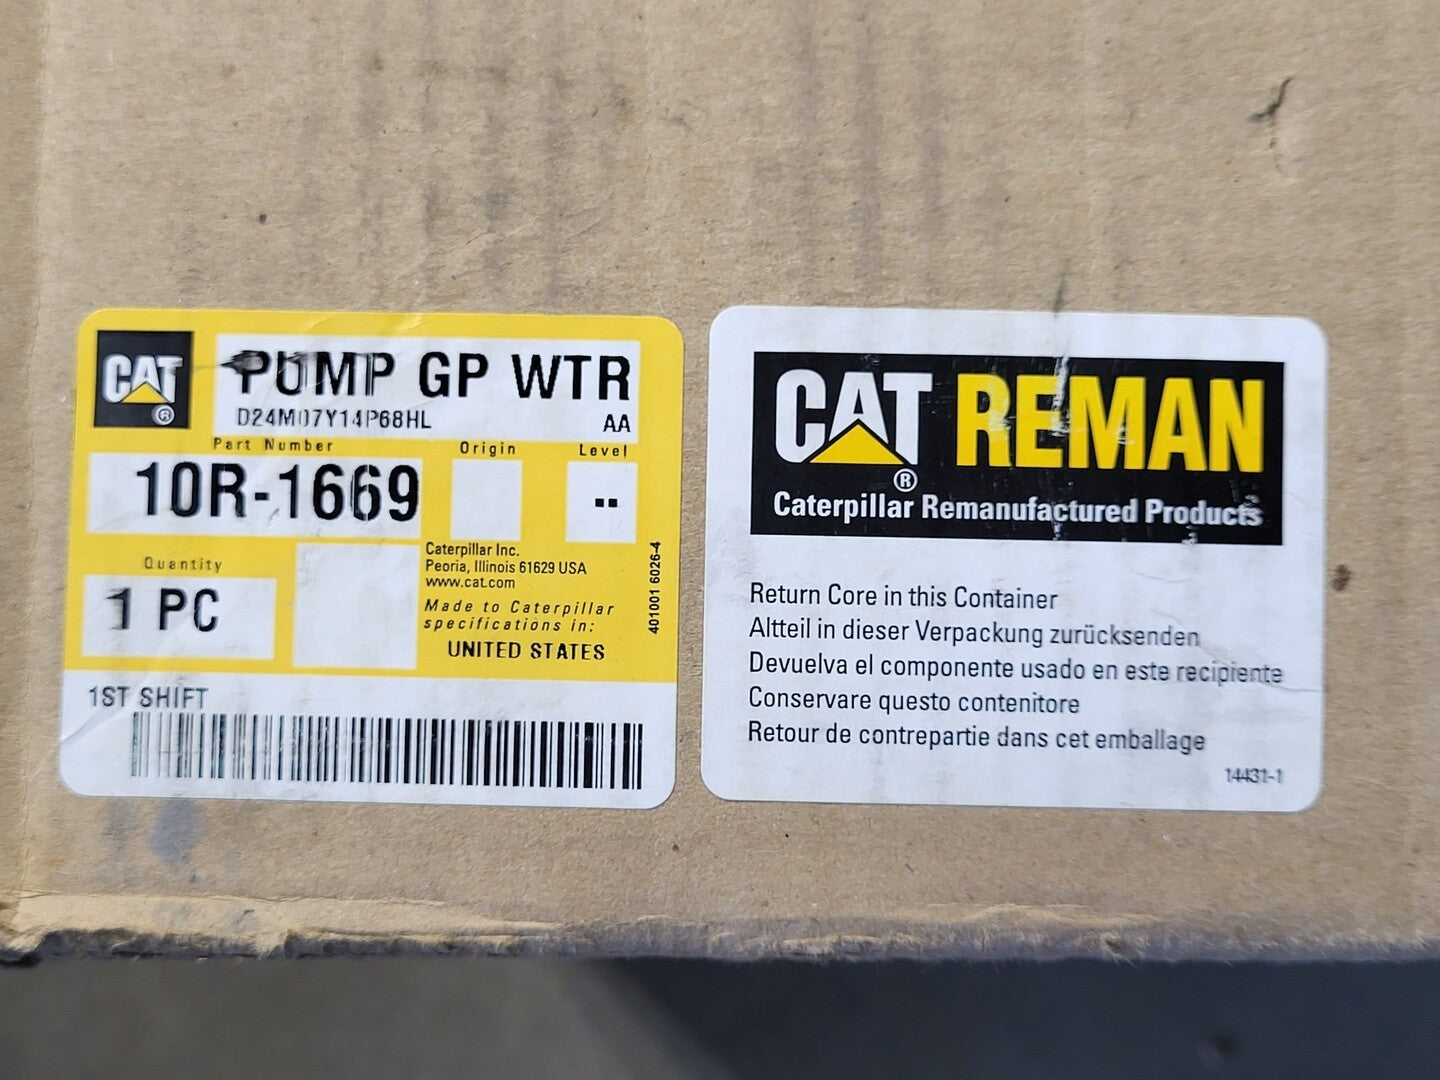 CAT
®
PUMP GP WTR
D24M07Y14P68HL AA
Part Number Origin Level
10R-1669 --
Quantity
1 PC
Caterpillar Inc.
Peoria, Illinois 61629 USA
www.cat.com
Made to Caterpillar
specifications in:
UNITED STATES
401001 6026-4
1ST SHIFT
CAT REMAN
®
Caterpillar Remanufactured Products
Return Core in this Container
Altteil in dieser Verpackung zurücksenden
Devuelva el componente usado en este recipiente
Conservare questo contenitore
Retour de contrepartie dans cet emballage
14431-1